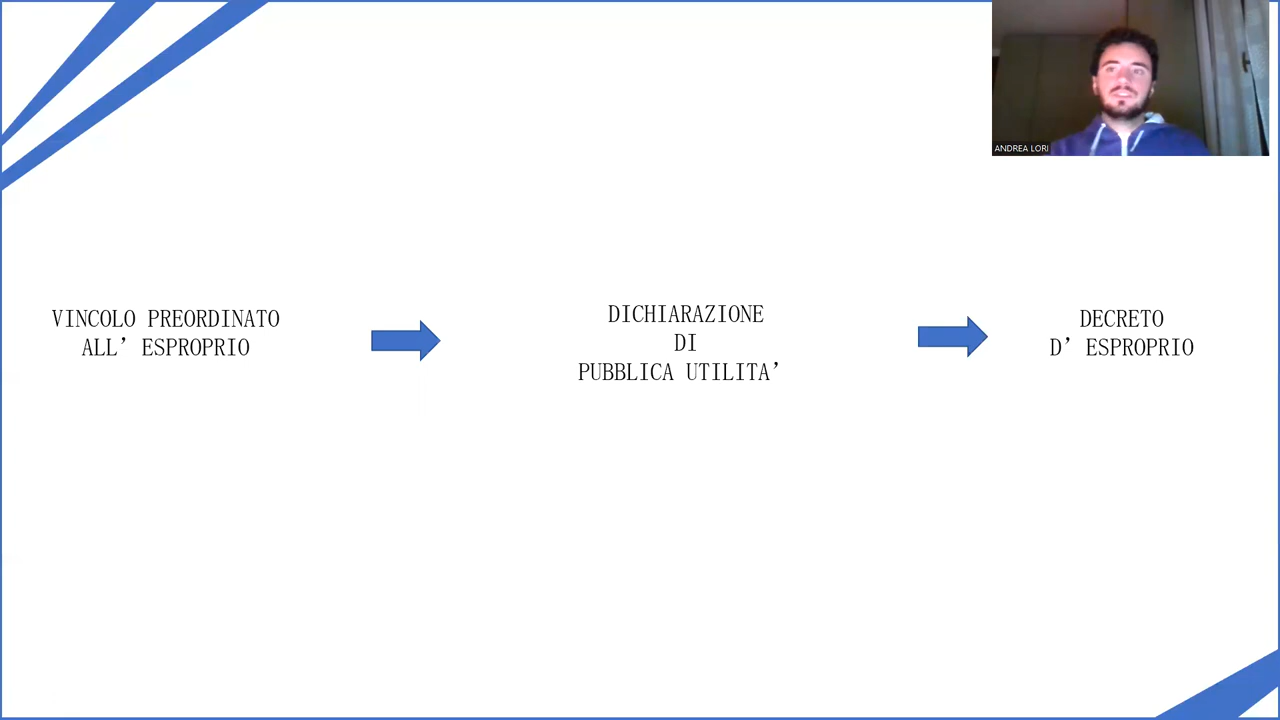 ANDREA LORI
VINCOLO PREORDINATO
ALL’ ESPROPRIO
DICHIARAZIONE
DI
PUBBLICA UTILITA’
DECRETO
D’ ESPROPRIO